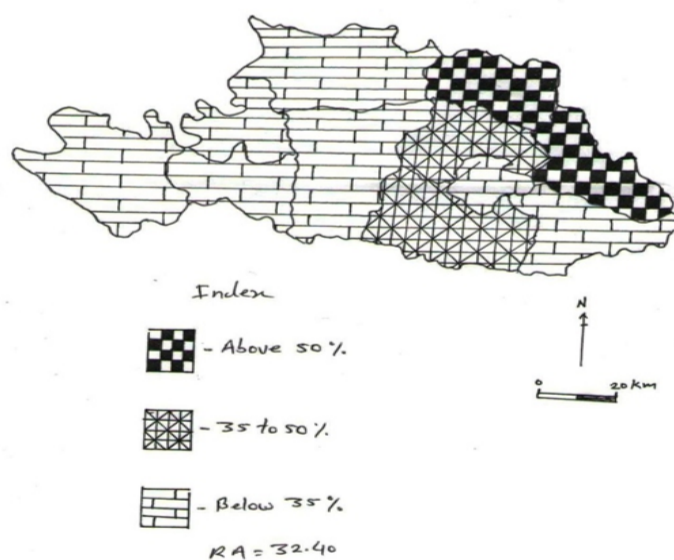 Index
- Above 50%
- 35 to 50%
- Below 35%
RA = 32.40
N
0 20 Km